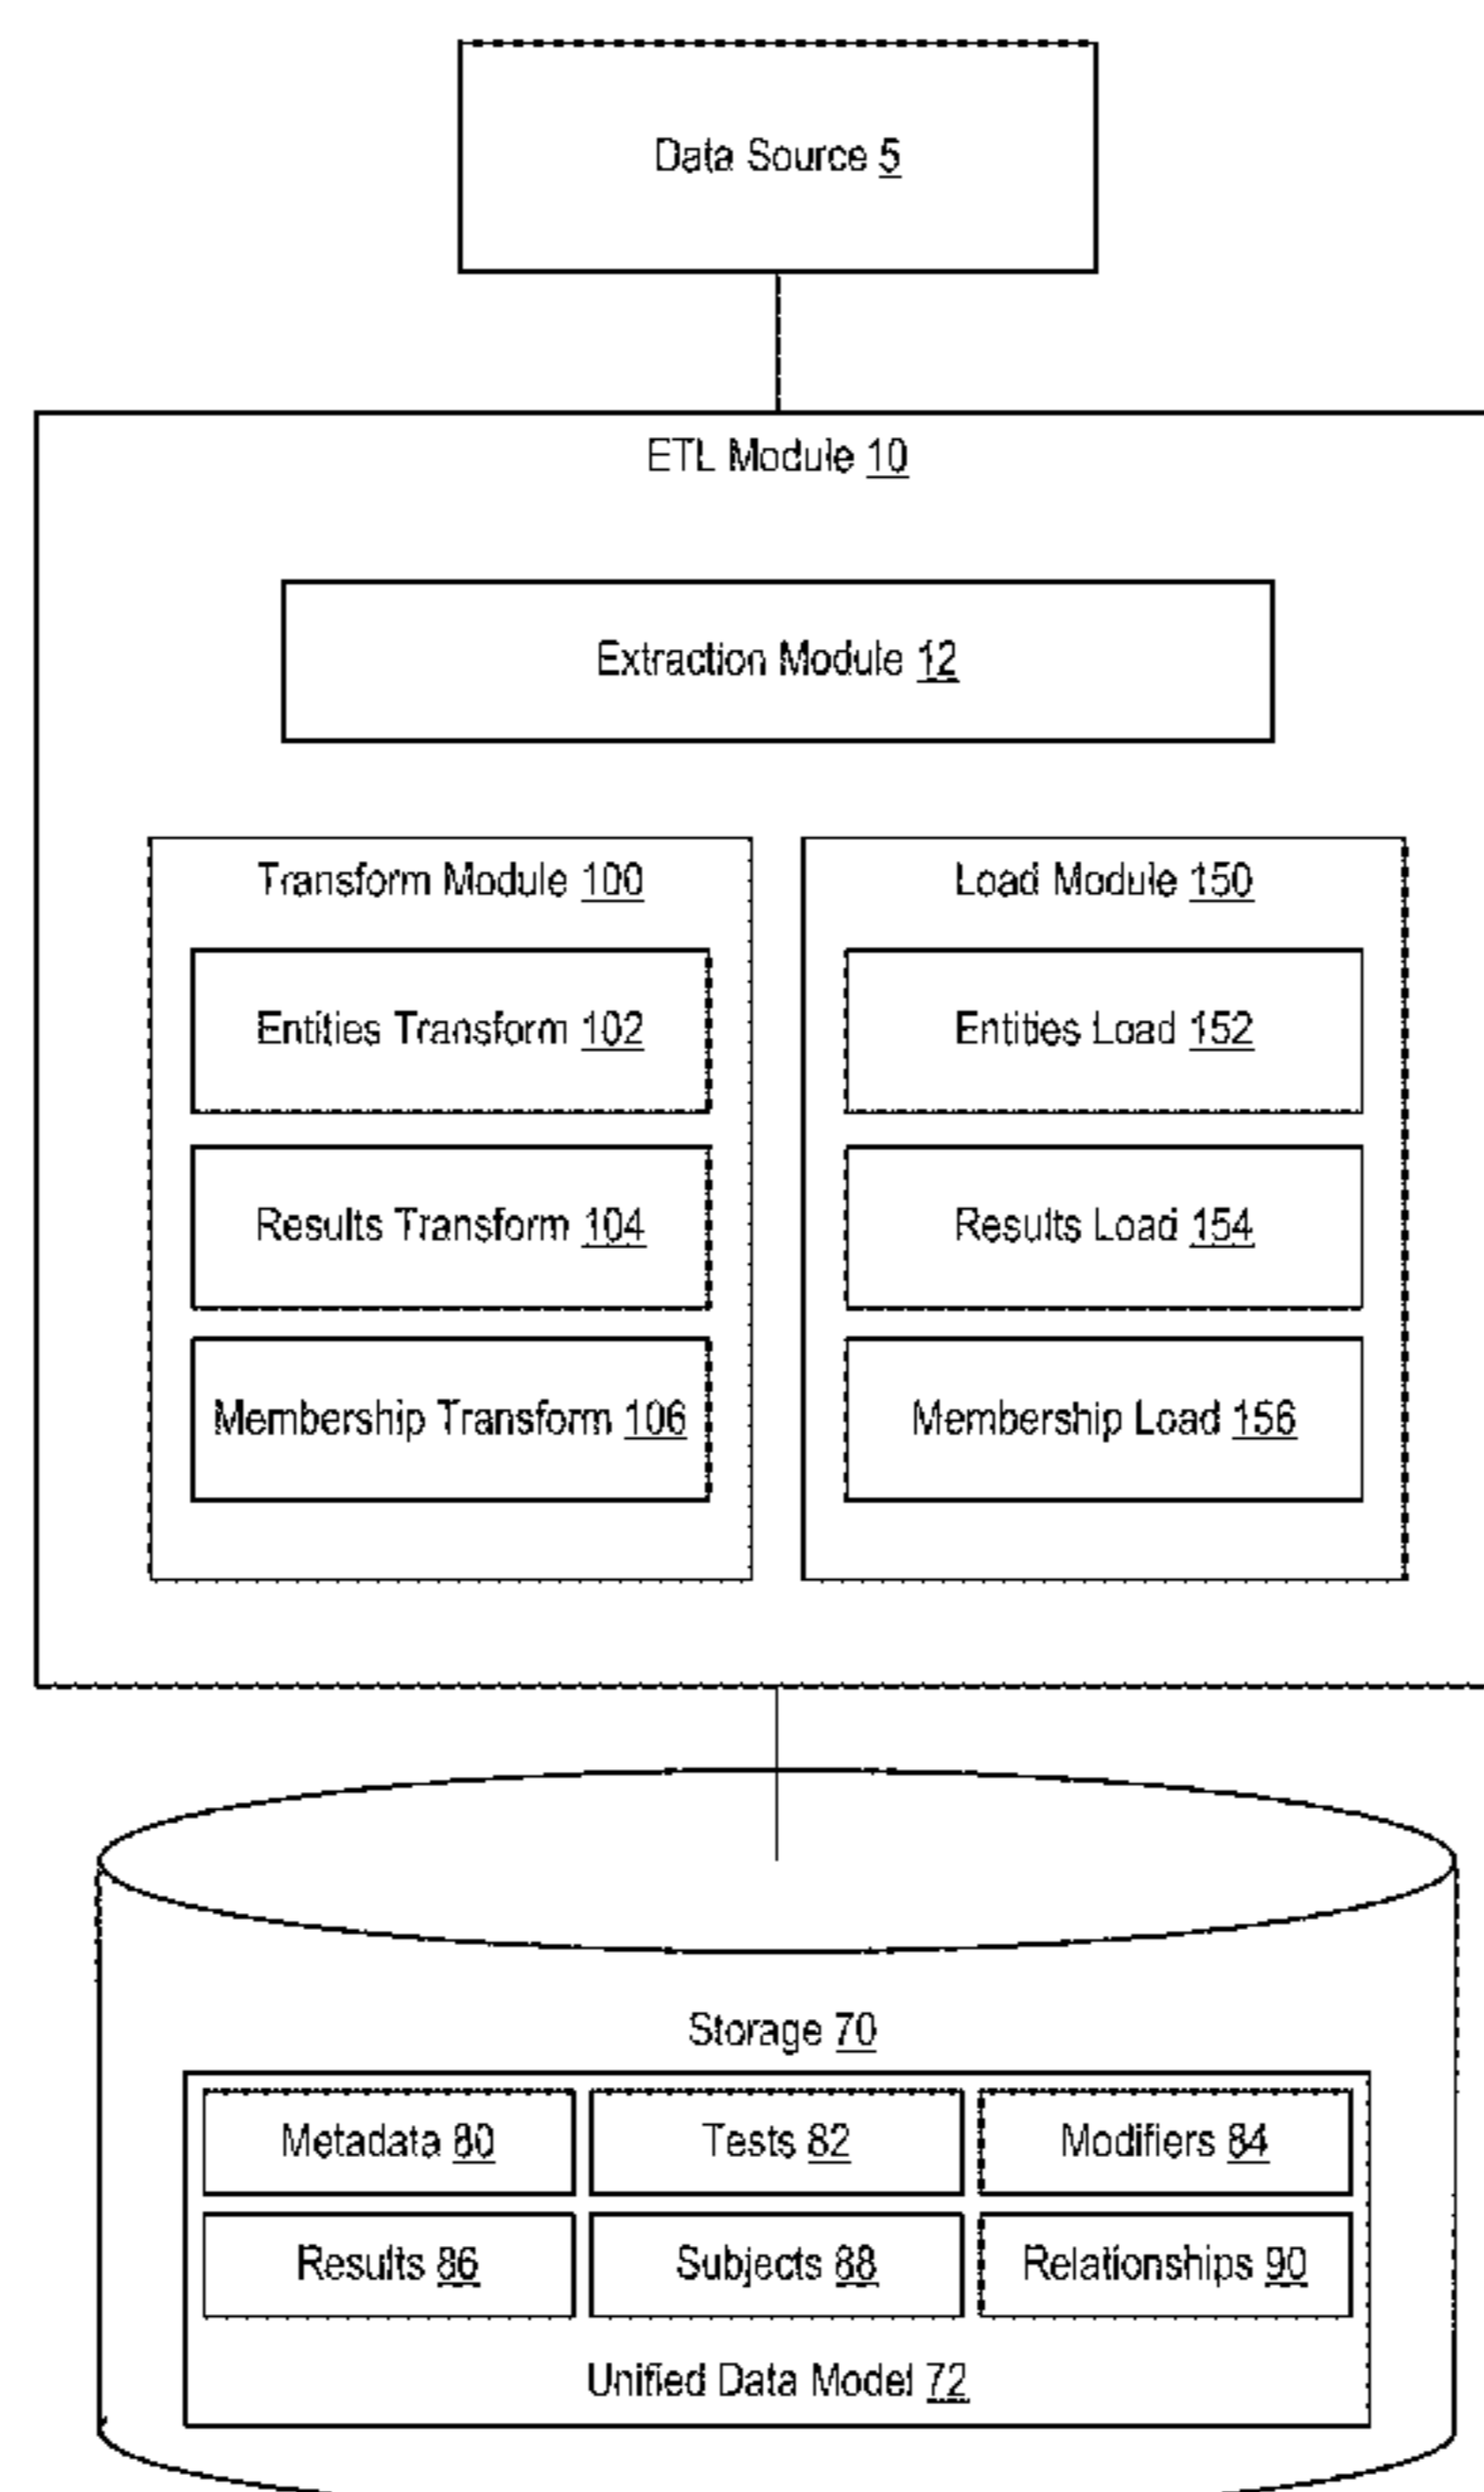 Data Source 5
ETL Module 10
Extraction Module 12
Transform Module 100
Entities Transform 102
Results Transform 104
Membership Transform 106
Load Module 150
Entities Load 152
Results Load 154
Membership Load 156
Storage 70
Metadata 80
Tests 82
Modifiers 84
Results 86
Subjects 88
Relationships 90
Unified Data Model 72